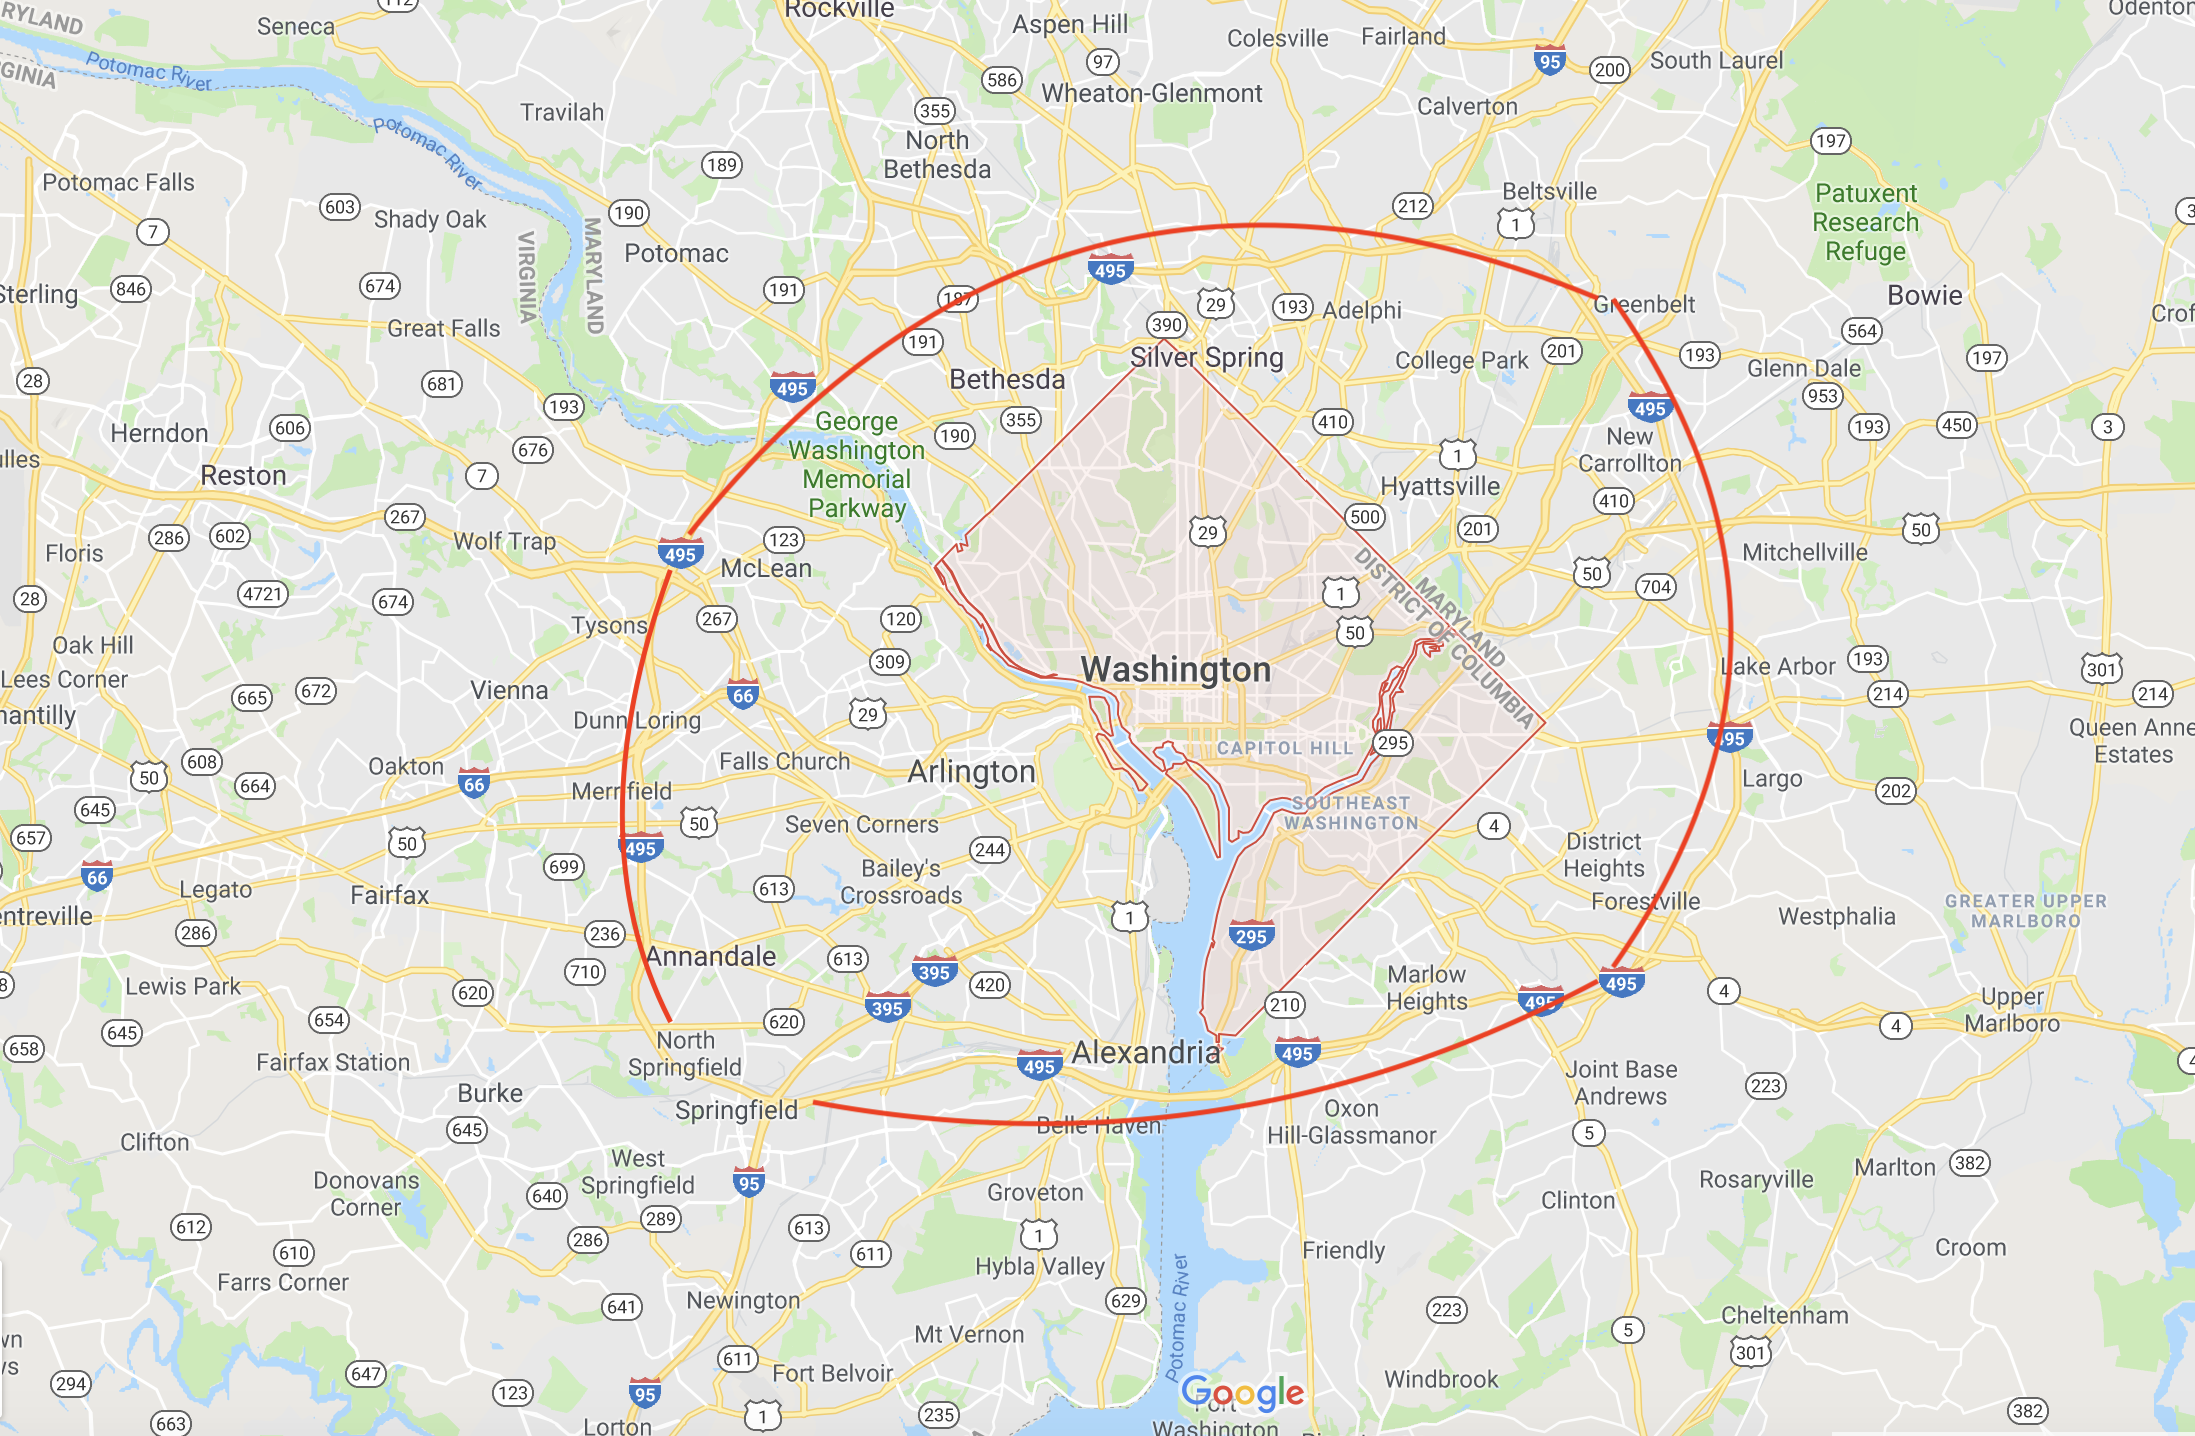 RYLAND
GINIA
Seneca
112
Rockville
Aspen Hill
Colesville
Fairland
Odenton
Potomac River
97
95
200
South Laurel
586
Wheaton-Glenmont
Travilah
355
Calverton
Potomac River
North
Bethesda
197
189
Potomac Falls
603
Shady Oak
190
212
Beltsville
1
Patuxent
Research
Refuge
3
7
VIRGINIA
MARYLAND
Potomac
495
Sterling
846
674
191
187
29
193
Adelphi
Greenbelt
Bowie
Crof
Great Falls
390
191
Silver Spring
College Park
201
193
564
197
Glenn Dale
28
681
495
Bethesda
953
193
606
Herndon
George
Washington
Memorial
Parkway
190
355
410
495
193
450
3
lles
676
1
New
Carrollton
Reston
7
Hyattsville
410
267
500
201
50
286
602
Wolf Trap
123
29
Floris
495
McLean
Mitchellville
28
4721
674
1
50
704
MARYLAND
DISTRICT OF COLUMBIA
Tysons
267
120
50
Oak Hill
309
Washington
Lake Arbor
193
301
Lees Corner
665
672
Vienna
66
214
214
hantilly
Dunn Loring
29
495
Queen Anne
Estates
608
Oakton
Falls Church
CAPITOL HILL
295
50
664
66
Arlington
Largo
645
Merrifield
SOUTHEAST
WASHINGTON
202
657
50
495
50
Seven Corners
244
4
District
Heights
66
699
Bailey's
Crossroads
Legato
Fairfax
613
Forestville
GREATER UPPER
MARLBORO
entreville
286
236
1
295
Westphalia
Annandale
613
395
Marlow
Heights
8
Lewis Park
710
620
420
395
210
495
495
4
Upper
Marlboro
645
654
620
4
658
Fairfax Station
North
Springfield
495
Alexandria
495
Joint Base
Andrews
4
Burke
223
Springfield
Belle Haven
Oxon
Hill-Glassmanor
645
5
Clifton
West
Springfield
95
Marlton
382
Donovans
Corner
640
Groveton
Clinton
Rosaryville
612
286
289
613
611
1
610
Farrs Corner
Hybla Valley
Friendly
Croom
641
Newington
629
Potomac River
223
Cheltenham
wn
ys
Mt Vernon
5
301
294
647
123
95
611
Fort Belvoir
Google
Windbrook
663
Lorton
1
235
Fort
Washington
382